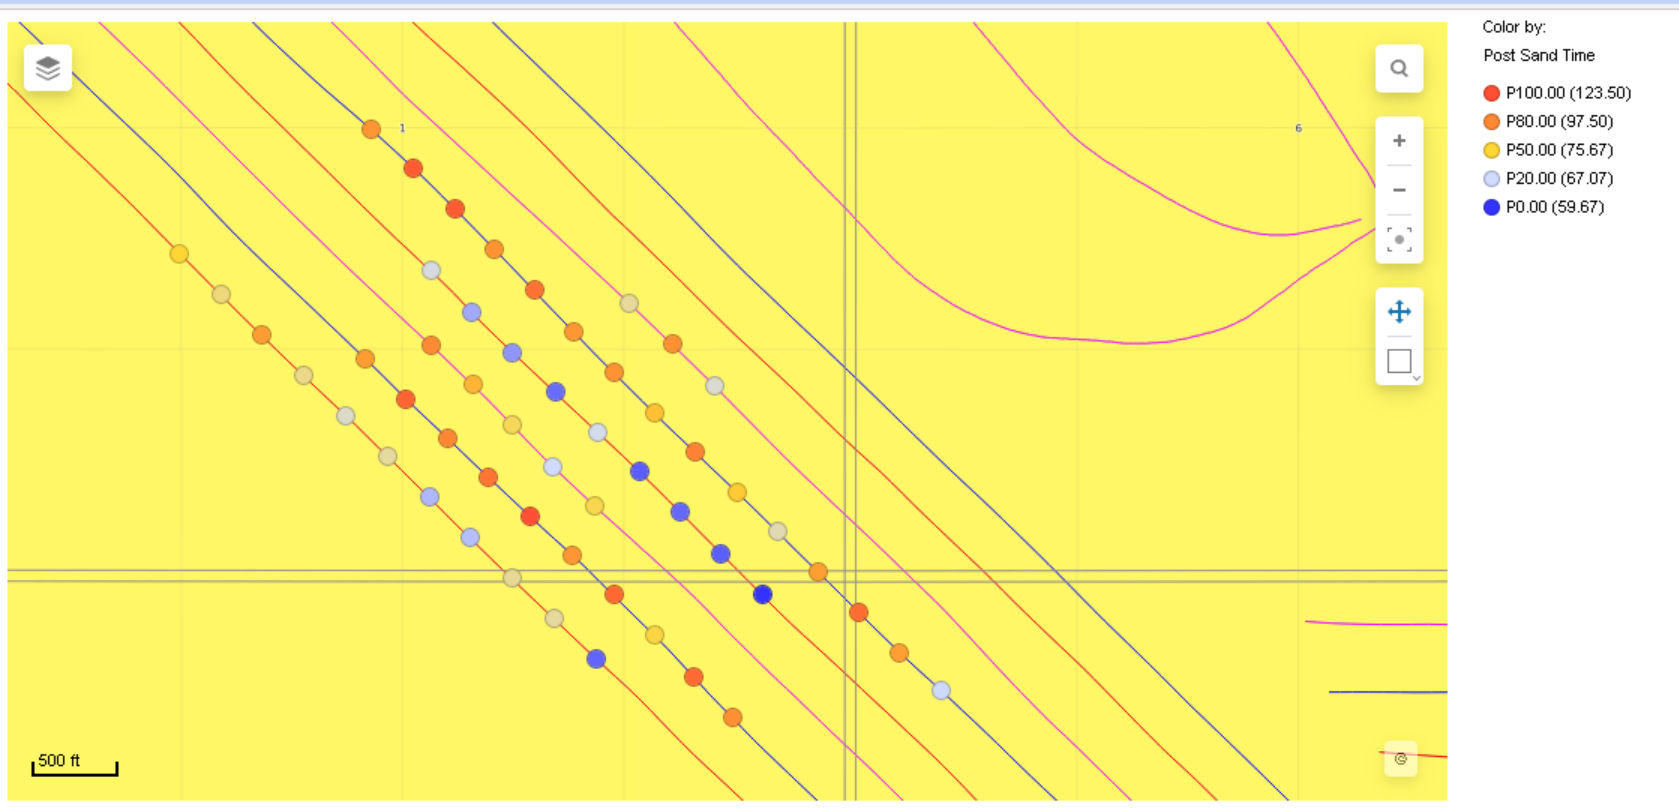 Color by:
Post Sand Time
P100.00 (123.50)
P80.00 (97.50)
P50.00 (75.67)
P20.00 (67.07)
P0.00 (59.67)
1
6
500 ft
@